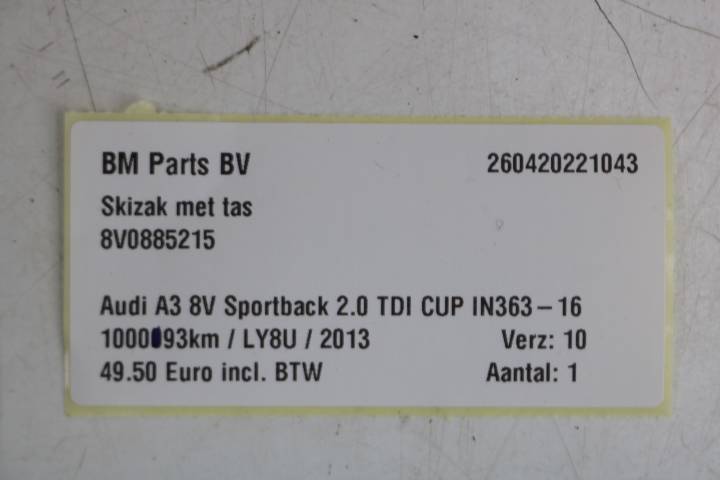 BM Parts BV 260420221043
Skizak met tas
8V0885215
Audi A3 8V Sportback 2.0 TDI CUP IN363-16
93km / LY8U / 2013 Verz: 10
49.50 Euro incl. BTW Aantal: 1